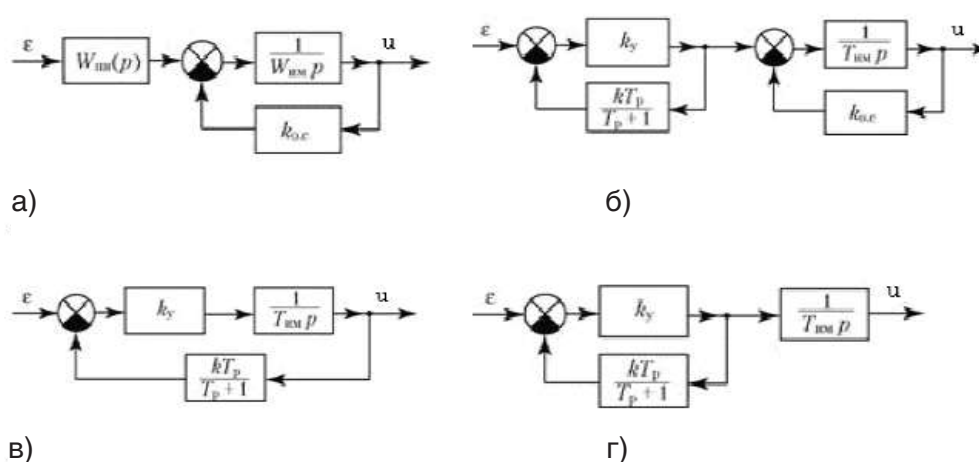 ε
W_ПИ(p)
1
W_ИМ p
u
k_о.с
а)
ε
k_У
kT_р
T_р + 1
1
T_ИМ p
u
k_о.с
б)
ε
k_У
1
T_ИМ p
u
kT_р
T_р + 1
в)
ε
k_У
kT_р
T_р + 1
1
T_ИМ p
u
г)